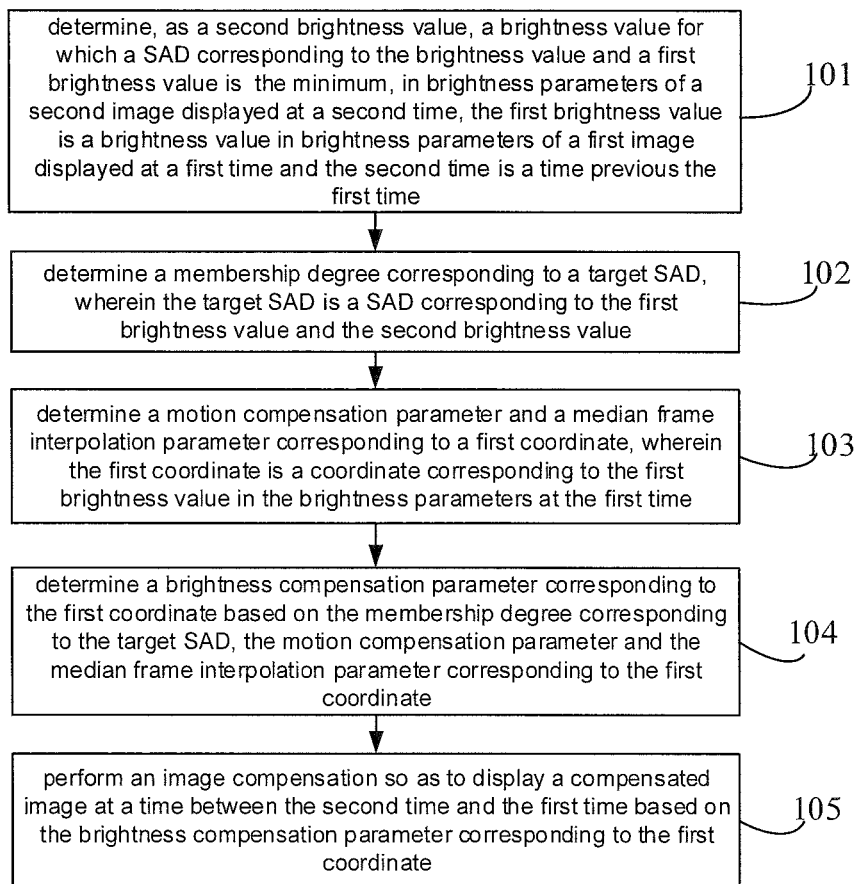 determine, as a second brightness value, a brightness value for
which a SAD corresponding to the brightness value and a first
brightness value is the minimum, in brightness parameters of a
second image displayed at a second time, the first brightness value
is a brightness value in brightness parameters of a first image
displayed at a first time and the second time is a time previous the
first time
101
determine a membership degree corresponding to a target SAD,
wherein the target SAD is a SAD corresponding to the first
brightness value and the second brightness value
102
determine a motion compensation parameter and a median frame
interpolation parameter corresponding to a first coordinate, wherein
the first coordinate is a coordinate corresponding to the first
brightness value in the brightness parameters at the first time
103
determine a brightness compensation parameter corresponding to
the first coordinate based on the membership degree corresponding
to the target SAD, the motion compensation parameter and the
median frame interpolation parameter corresponding to the first
coordinate
104
perform an image compensation so as to display a compensated
image at a time between the second time and the first time based on
the brightness compensation parameter corresponding to the first
coordinate
105